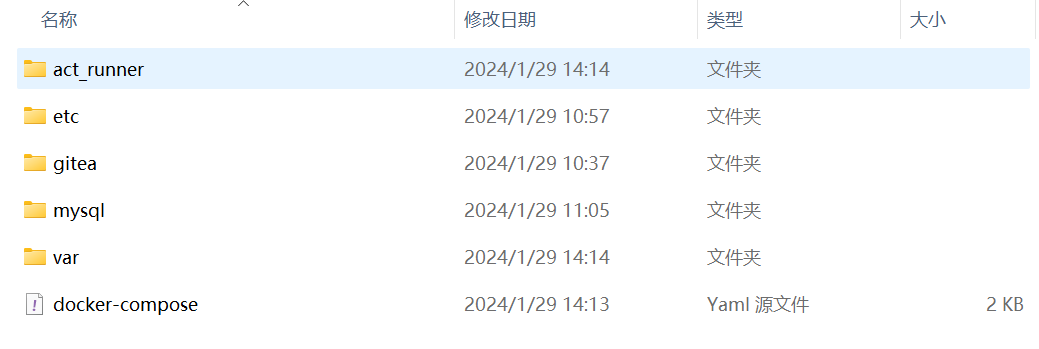 名称 修改日期 类型 大小
act_runner 2024/1/29 14:14 文件夹
etc 2024/1/29 10:57 文件夹
gitea 2024/1/29 10:37 文件夹
mysql 2024/1/29 11:05 文件夹
var 2024/1/29 14:14 文件夹
docker-compose 2024/1/29 14:13 Yaml 源文件 2 KB